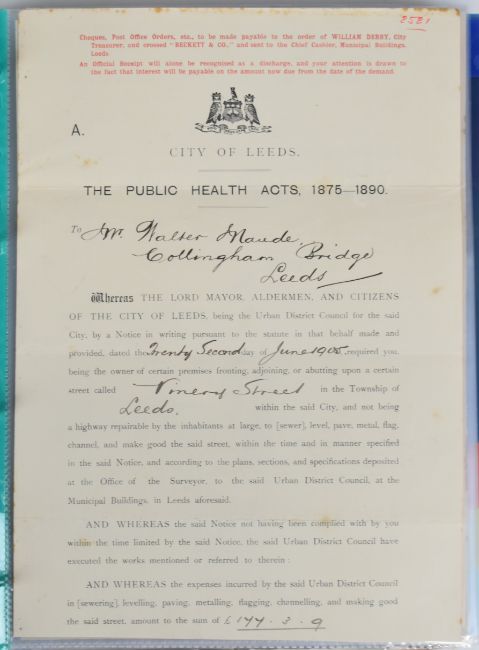 2521
Cheques, Post Office Orders, etc., to be made payable to the order of WILLIAM DERRY, City
Treasurer, and crossed "BECKETT & CO.," and sent to the Chief Cashier, Municipal Buildings,
Leeds
An Official Receipt will alone be recognised as a discharge, and your attention is drawn to
the fact that interest will be payable on the amount now due from the date of the demand
A.
CITY OF LEEDS.
THE PUBLIC HEALTH ACTS, 1875—1890.
To Mr. Walter Maude,
Collingham Bridge
Leeds
Whereas THE LORD MAYOR, ALDERMEN, AND CITIZENS
OF THE CITY OF LEEDS, being the Urban District Council for the said
City, by a Notice in writing pursuant to the statute in that behalf made and
provided, dated the Twenty Second day of June 1905, required you,
being the owner of certain premises fronting, adjoining, or abutting upon a certain
street called Vinery Street in the Township of
Leeds, within the said City, and not being
a highway repairable by the inhabitants at large, to [sewer], level, pave, metal, flag,
channel, and make good the said street, within the time and in manner specified
in the said Notice, and according to the plans, sections, and specifications deposited
at the Office of the Surveyor, to the said Urban District Council, at the
Municipal Buildings, in Leeds aforesaid.
AND WHEREAS the said Notice not having been complied with by you
within the time limited by the said Notice, the said Urban District Council have
executed the works mentioned or referred to therein :
AND WHEREAS the expenses incurred by the said Urban District Council
in [sewering], levelling, paving, metalling, flagging, channelling, and making good
the said street, amount to the sum of £177 . 3 . 9